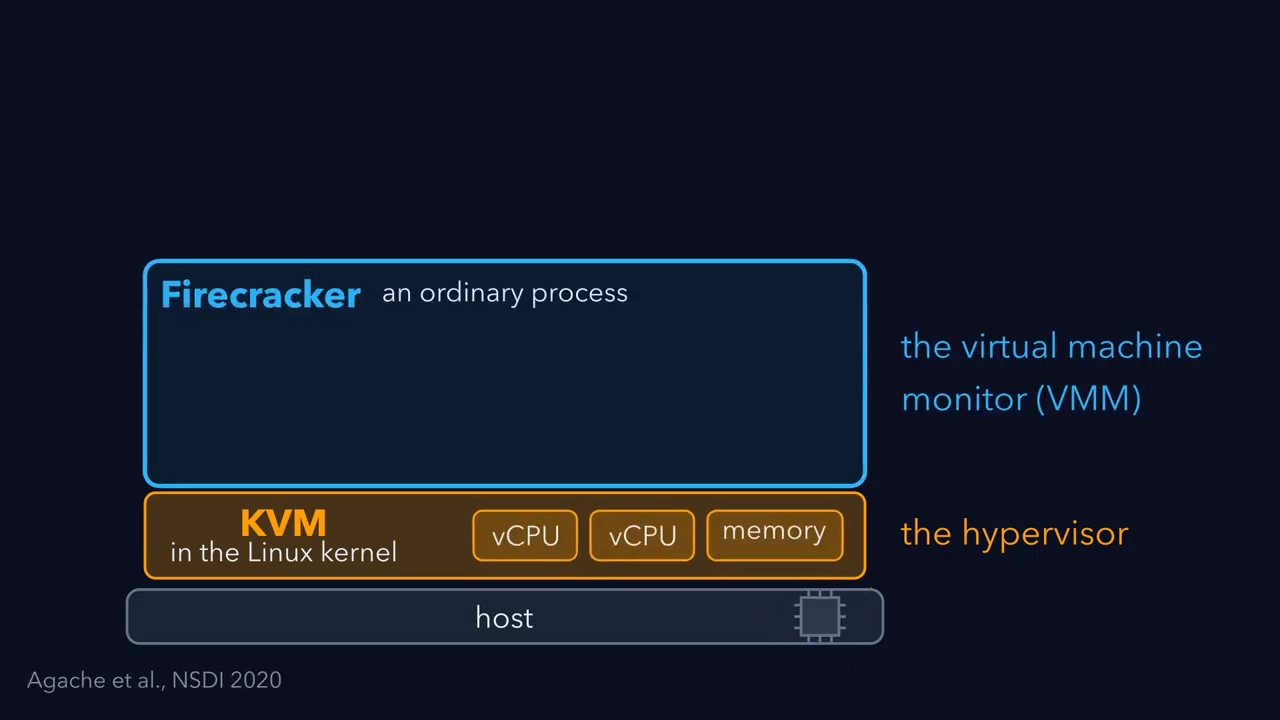 Firecracker an ordinary process
the virtual machine
monitor (VMM)
KVM
in the Linux kernel
vCPU
vCPU
memory
the hypervisor
host
Agache et al., NSDI 2020